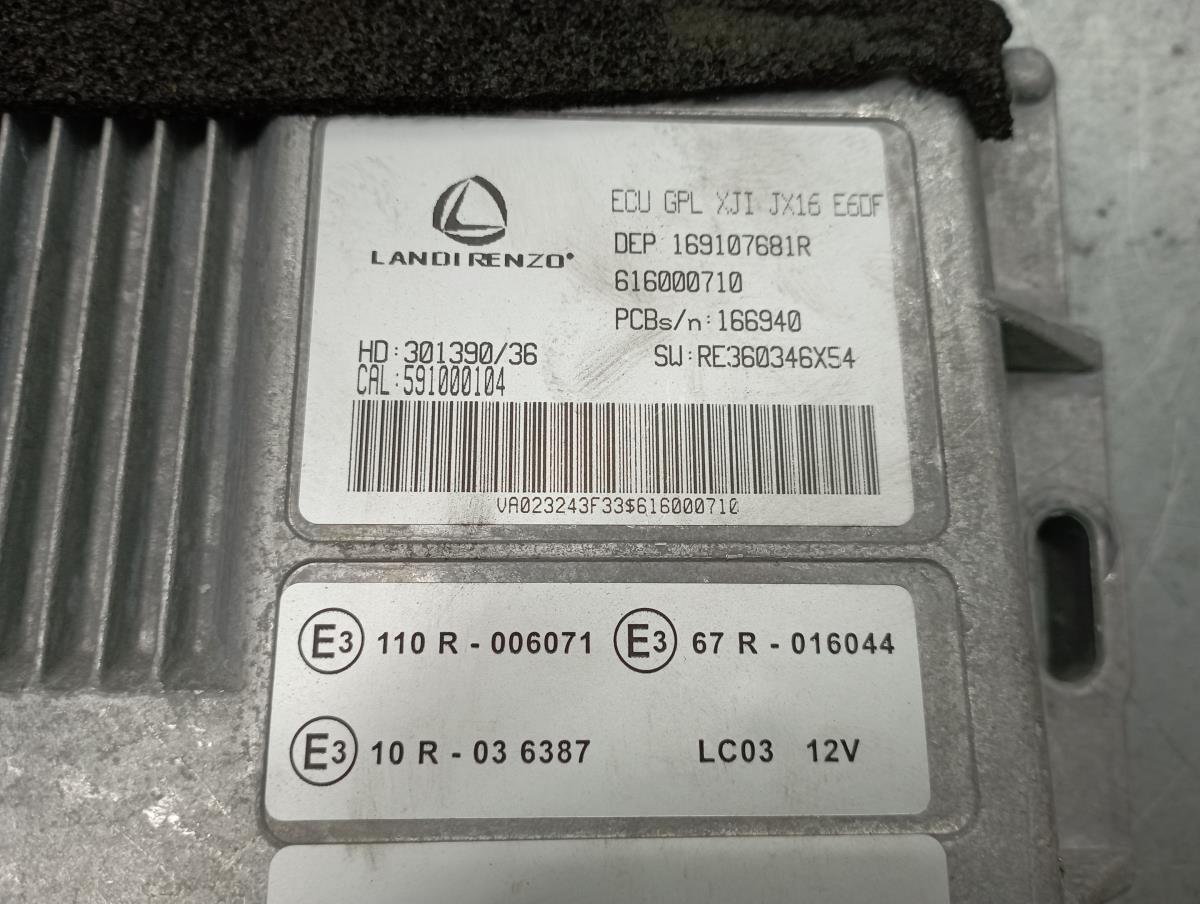 LANDIRENZO®
ECU GPL XJI JX16 E6DF
DEP 169107681R
616000710
PCBs/n:166940
HD:301390/36 SW:RE360346X54
CAL:591000104
VA023243F33$616000710
E3 110 R - 006071 E3 67 R - 016044
E3 10 R - 03 6387 LC03 12V